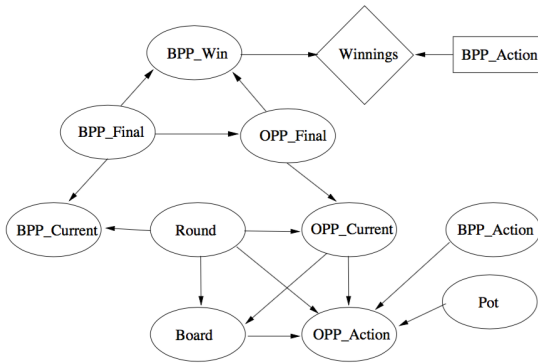 BPP_Win
Winnings
BPP_Action
BPP_Final
OPP_Final
BPP_Current
Round
OPP_Current
BPP_Action
Pot
Board
OPP_Action